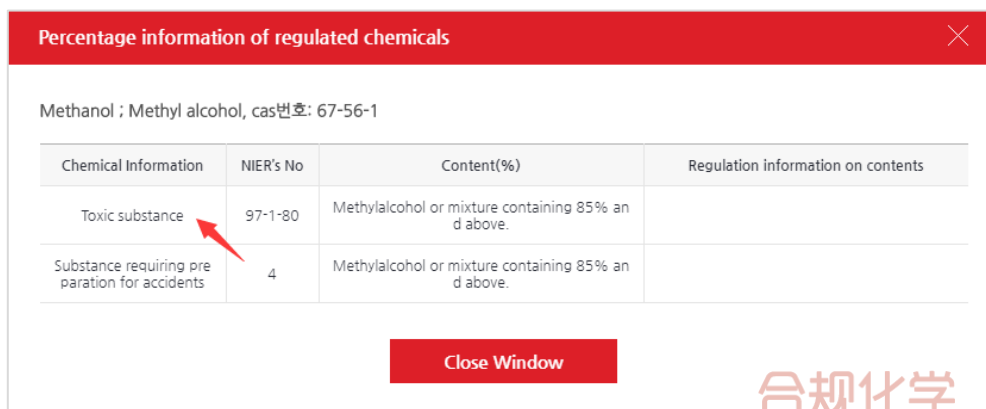 Percentage information of regulated chemicals
Methanol ; Methyl alcohol, cas번호: 67-56-1
Chemical Information NIER's No Content(%) Regulation information on contents
Toxic substance 97-1-80 Methylalcohol or mixture containing 85% an
d above.
Substance requiring pre
paration for accidents 4 Methylalcohol or mixture containing 85% an
d above.
Close Window
合规化学